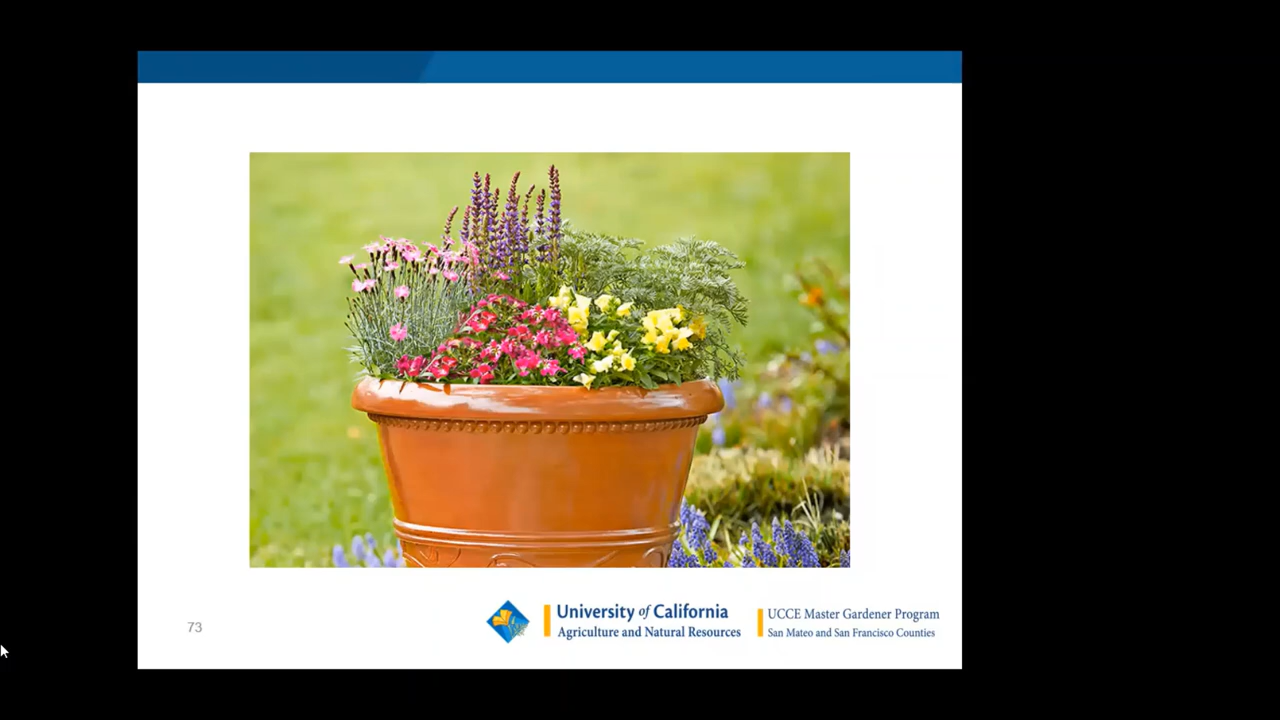 73
University of California
Agriculture and Natural Resources
UCCE Master Gardener Program
San Mateo and San Francisco Counties